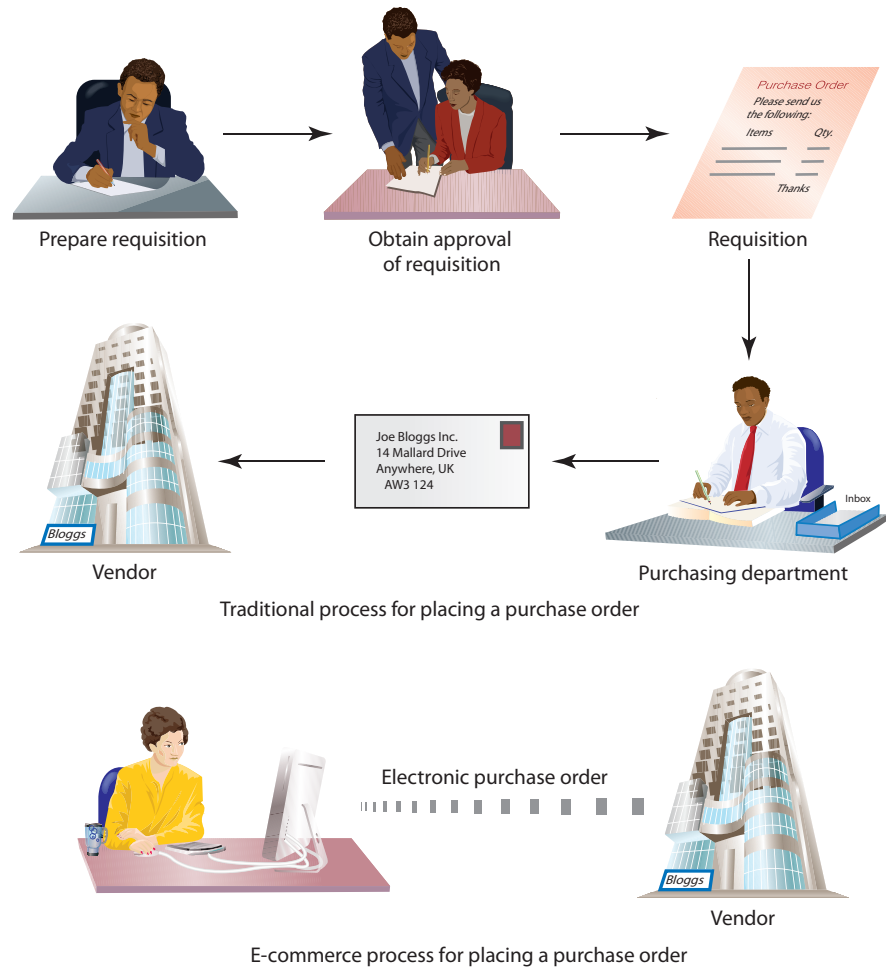 Purchase Order
Please send us
the following:
Items Qty.
Thanks
Prepare requisition
Obtain approval
of requisition
Requisition
Joe Bloggs Inc.
14 Mallard Drive
Anywhere, UK
AW3 124
Inbox
Bloggs
Vendor
Purchasing department
Traditional process for placing a purchase order
Electronic purchase order
Bloggs
Vendor
E-commerce process for placing a purchase order